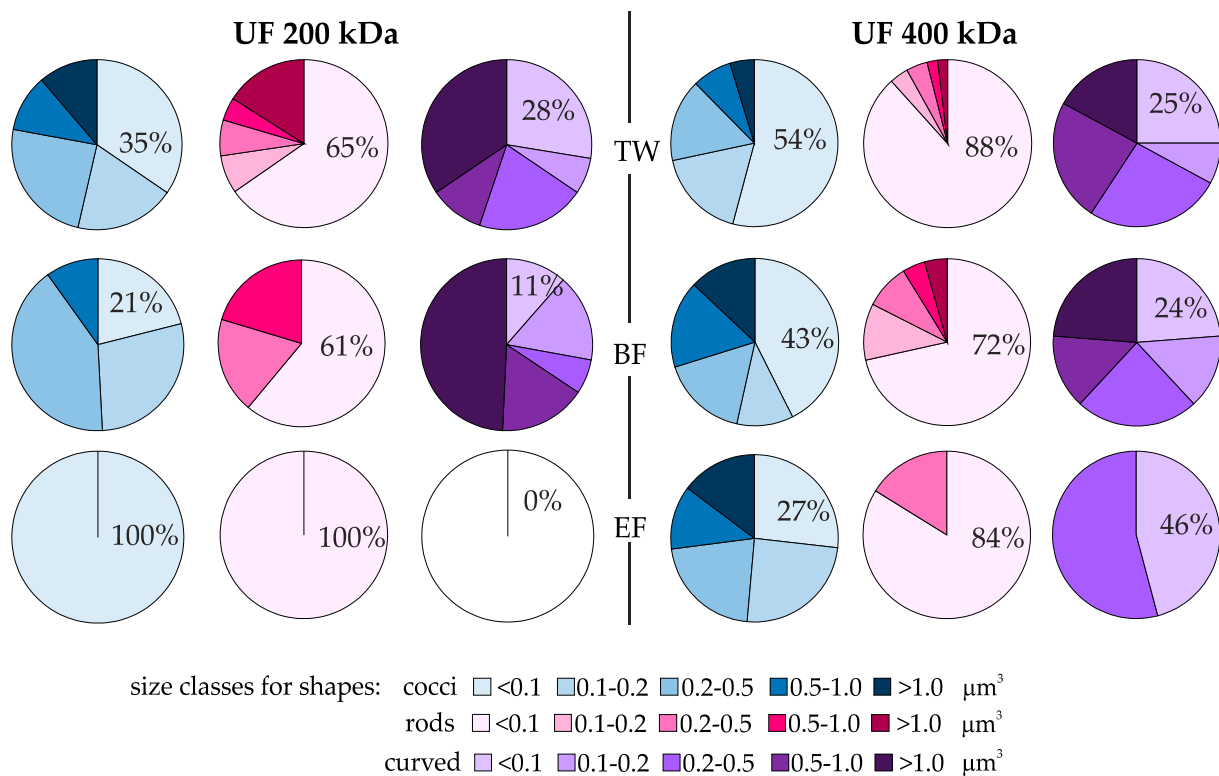 UF 200 kDa UF 400 kDa
35% 65% 28% TW 54% 88% 25%
21% 61% 11% BF 43% 72% 24%
100% 100% 0% EF 27% 84% 46%
size classes for shapes: cocci <0.1 0.1-0.2 0.2-0.5 0.5-1.0 >1.0 µm³
rods <0.1 0.1-0.2 0.2-0.5 0.5-1.0 >1.0 µm³
curved <0.1 0.1-0.2 0.2-0.5 0.5-1.0 >1.0 µm³